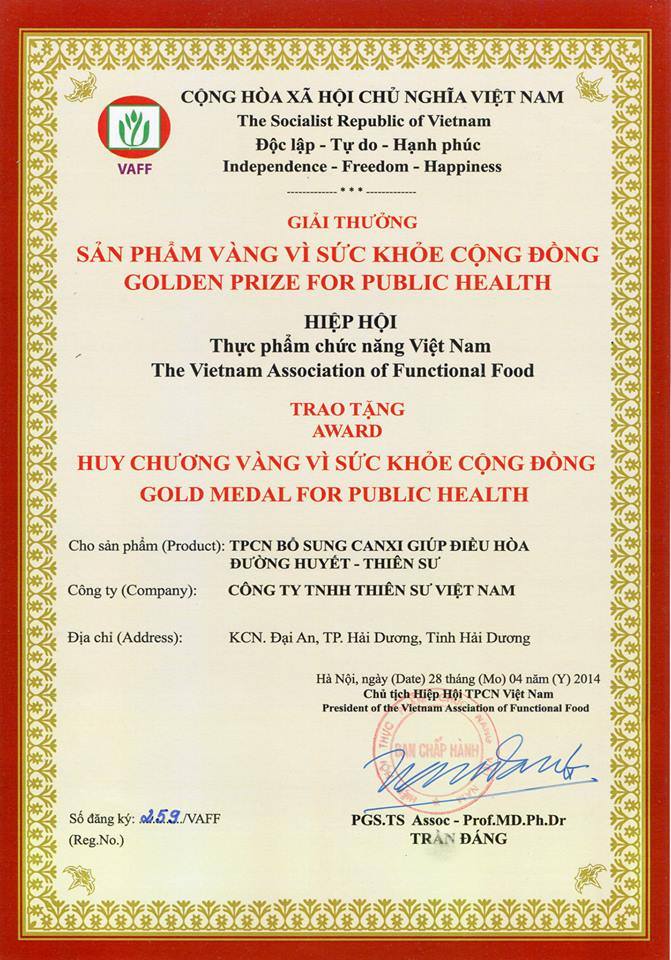 VAFF
CỘNG HÒA XÃ HỘI CHỦ NGHĨA VIỆT NAM
The Socialist Republic of Vietnam
Độc lập - Tự do - Hạnh phúc
Independence - Freedom - Happiness
------------- * * * -------------
GIẢI THƯỞNG
SẢN PHẨM VÀNG VÌ SỨC KHỎE CỘNG ĐỒNG
GOLDEN PRIZE FOR PUBLIC HEALTH
HIỆP HỘI
Thực phẩm chức năng Việt Nam
The Vietnam Association of Functional Food
TRAO TẶNG
AWARD
HUY CHƯƠNG VÀNG VÌ SỨC KHỎE CỘNG ĐỒNG
GOLD MEDAL FOR PUBLIC HEALTH
Cho sản phẩm (Product): TPCN BỔ SUNG CANXI GIÚP ĐIỀU HÒA
ĐƯỜNG HUYẾT - THIÊN SƯ
Công ty (Company): CÔNG TY TNHH THIÊN SƯ VIỆT NAM
Địa chỉ (Address): KCN. Đại An, TP. Hải Dương, Tỉnh Hải Dương
Hà Nội, ngày (Date) 28 tháng (Mo) 04 năm (Y) 2014
Chủ tịch Hiệp Hội TPCN Việt Nam
President of the Vietnam Assciation of Functional Food
BAN CHẤP HÀNH
Số đăng ký: 259/VAFF
(Reg.No.)
PGS.TS Assoc - Prof.MD.Ph.Dr
TRẦN ĐÁNG